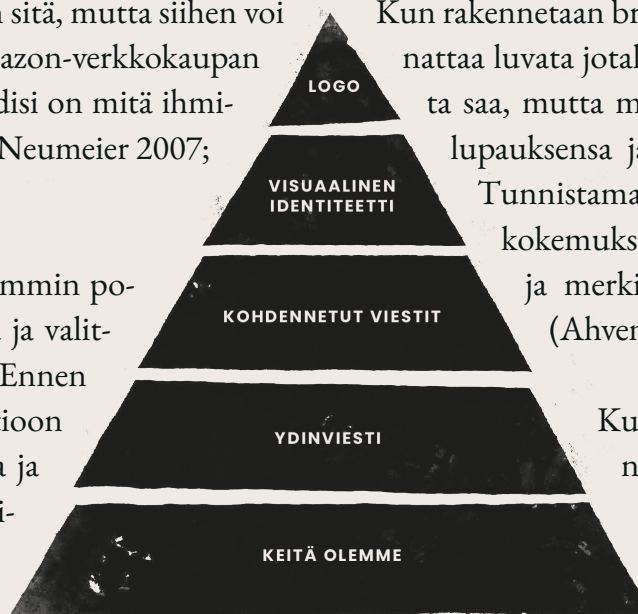 sitä, mutta siihen voi
azon-verkkokaupan
disi on mitä ihmi-
Neumeier 2007;
mmin po-
ja valit-
Ennen
tioon
a ja
i-
LOGO
VISUAALINEN
IDENTITEETTI
KOHDENNETUT VIESTIT
YDINVIESTI
KEITÄ OLEMME
Kun rakennetaan br
nattaa luvata jotak
ta saa, mutta m
lupauksensa ja
Tunnistama
kokemuks
ja merki
(Ahver
Ku
n